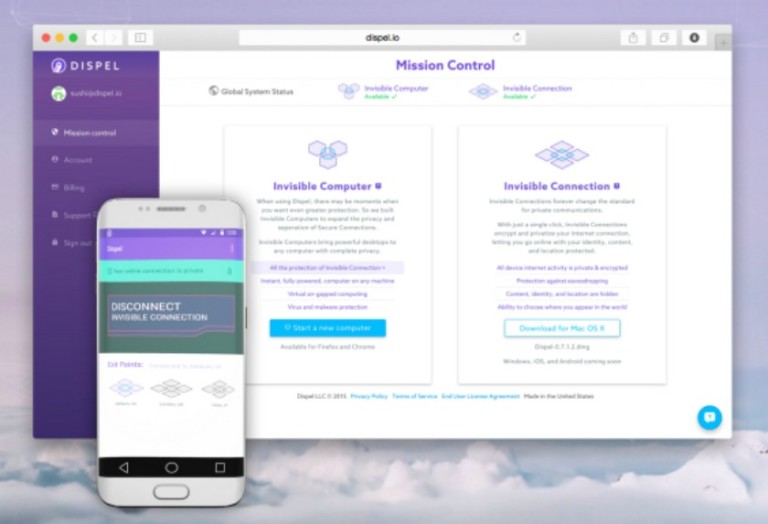 dispel.io
DISPEL
sushi@dispel.io
Mission control
Account
Billing
Support
Sign out
Mission Control
Global System Status
Invisible Computer
Available ✓
Invisible Connection
Available ✓
Invisible Computer
When using Dispel, there may be moments when
you want even greater protection. So we built
Invisible Computers to expand the privacy and
separation of Secure Connections.
Invisible Computers bring powerful desktops to
any computer with complete privacy.
All the protection of Invisible Connection +
Instant, fully-powered, computer on any machine
Virtual air-gapped computing
Virus and malware protection
Start a new computer
Available for Firefox and Chrome
Invisible Connection
Invisible Connections forever change the standard
for private communications.
With just a single click, Invisible Connections
encrypt and privatize your internet connection,
letting you go online with your identity, content,
and location protected.
All device internet activity is private & encrypted
Protection against eavesdropping
Content, identity, and location are hidden
Ability to choose where you appear in the world
Download for Mac OS X
Dispel-0.7.1.2.dmg
Windows, iOS, and Android coming soon
Dispel LLC © 2015 Privacy Policy Terms of Service End User License Agreement Made in the United States
Dispel
Your online connection is private
DISCONNECT
INVISIBLE CONNECTION
Exit Points: